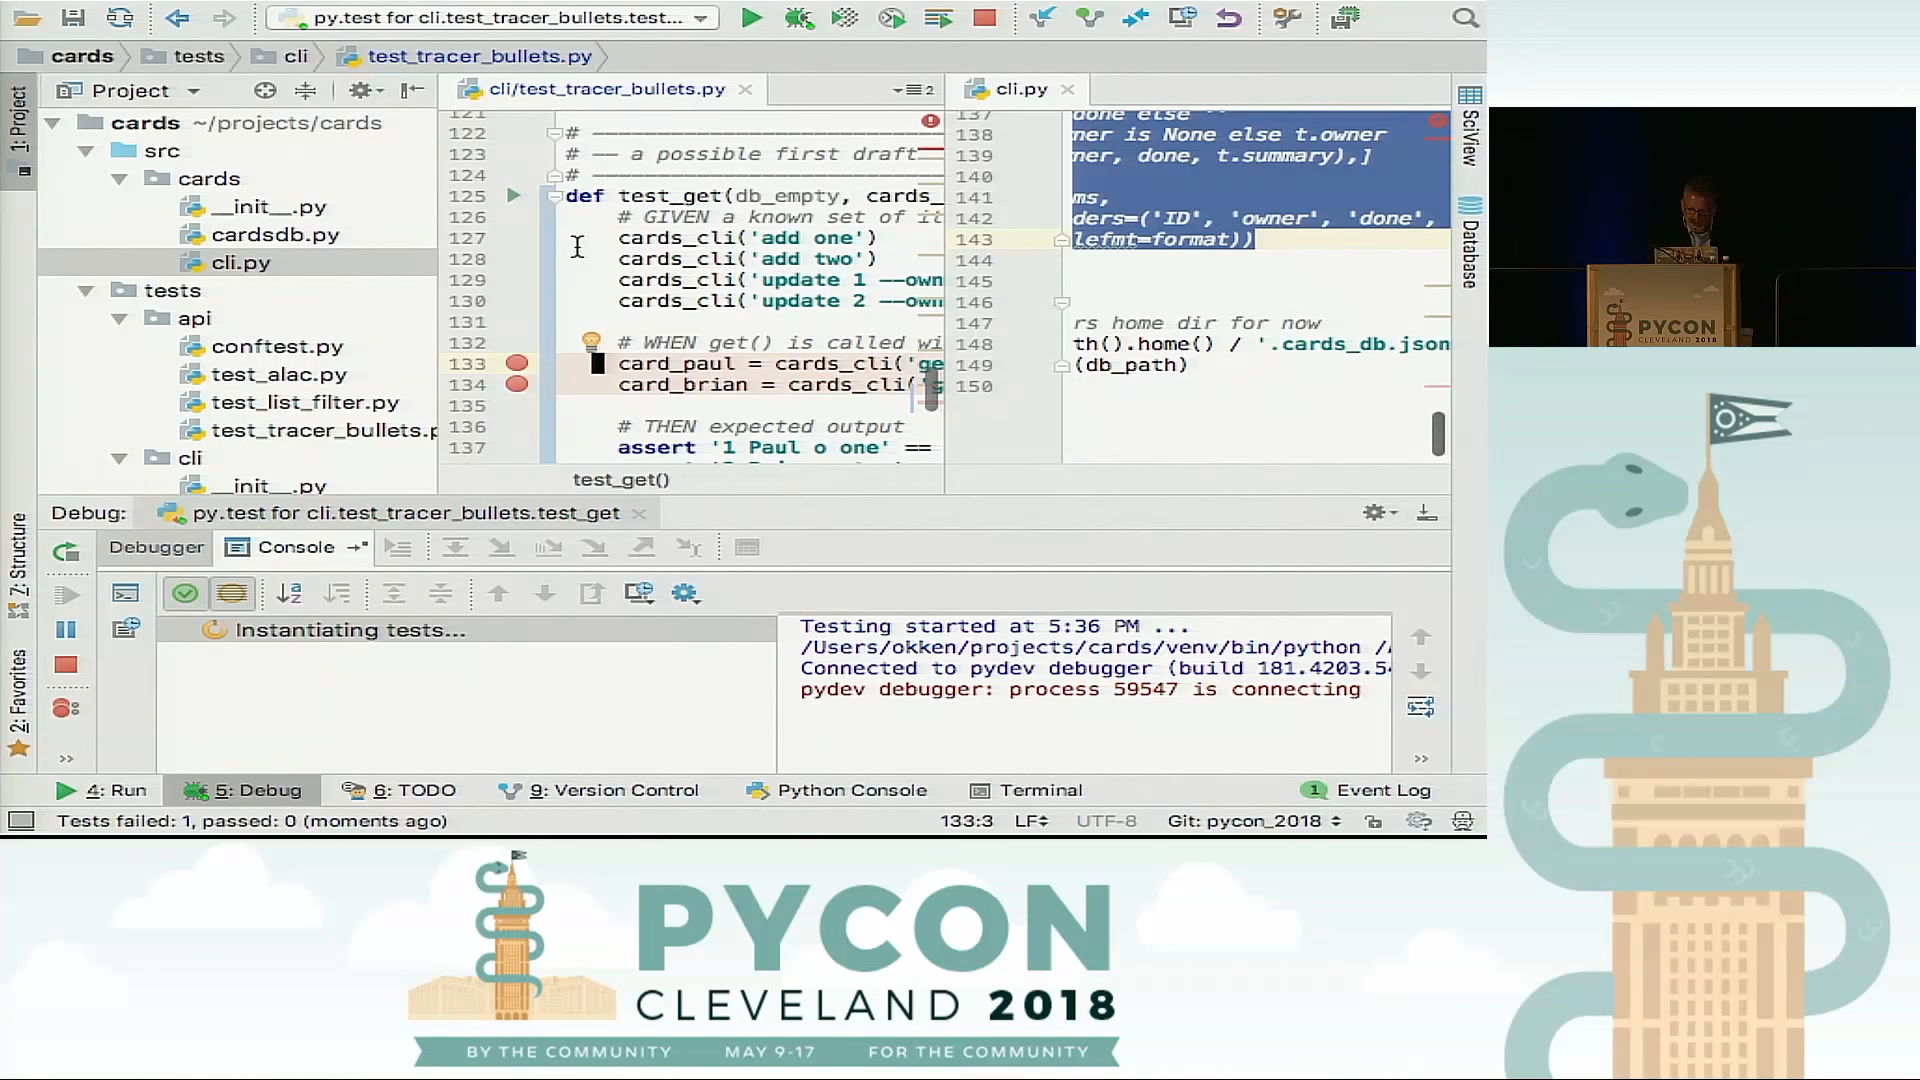 py.test for cli.test_tracer_bullets.test...
cards
tests
cli
test_tracer_bullets.py
1: Project
Project
cards ~/projects/cards
src
cards
__init__.py
cardsdb.py
cli.py
tests
api
conftest.py
test_alac.py
test_list_filter.py
test_tracer_bullets.p
cli
__init__.py
cli/test_tracer_bullets.py
2
121
122 # ————————————————————
123 # —— a possible first draft
124 # ————————————————————
125 def test_get(db_empty, cards_
126 # GIVEN a known set of it
127 cards_cli('add one')
128 cards_cli('add two')
129 cards_cli('update 1 --own
130 cards_cli('update 2 --own
131
132 # WHEN get() is called wi
133 card_paul = cards_cli('ge
134 card_brian = cards_cli('g
135
136 # THEN expected output
137 assert '1 Paul o one' ==
test_get()
cli.py
137 done else ''
138 ner is None else t.owner
139 ner, done, t.summary),]
140
141 ms,
142 ders=('ID', 'owner', 'done',
143 lefmt=format))
144
145
146
147 rs home dir for now
148 th().home() / '.cards_db.json
149 (db_path)
150
SciView
Database
7: Structure
2: Favorites
Debug: py.test for cli.test_tracer_bullets.test_get
Debugger
Console
Instantiating tests...
Testing started at 5:36 PM ...
/Users/okken/projects/cards/venv/bin/python /
Connected to pydev debugger (build 181.4203.5
pydev debugger: process 59547 is connecting
4: Run
5: Debug
6: TODO
9: Version Control
Python Console
Terminal
1 Event Log
Tests failed: 1, passed: 0 (moments ago)
133:3
LF
UTF-8
Git: pycon_2018
PYCON
CLEVELAND 2018
PYCON
CLEVELAND 2018
BY THE COMMUNITY MAY 9-17 FOR THE COMMUNITY